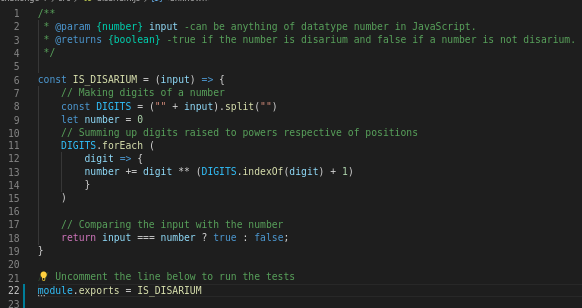 1 /**
2 * @param {number} input -can be anything of datatype number in JavaScript.
3 * @returns {boolean} -true if the number is disarium and false if a number is not disarium.
4 */
5
6 const IS_DISARIUM = (input) => {
7 // Making digits of a number
8 const DIGITS = ("" + input).split("")
9 let number = 0
10 // Summing up digits raised to powers respective of positions
11 DIGITS.forEach (
12 digit => {
13 number += digit ** (DIGITS.indexOf(digit) + 1)
14 }
15 )
16
17 // Comparing the input with the number
18 return input === number ? true : false;
19 }
20
21 Uncomment the line below to run the tests
22 module.exports = IS_DISARIUM
23